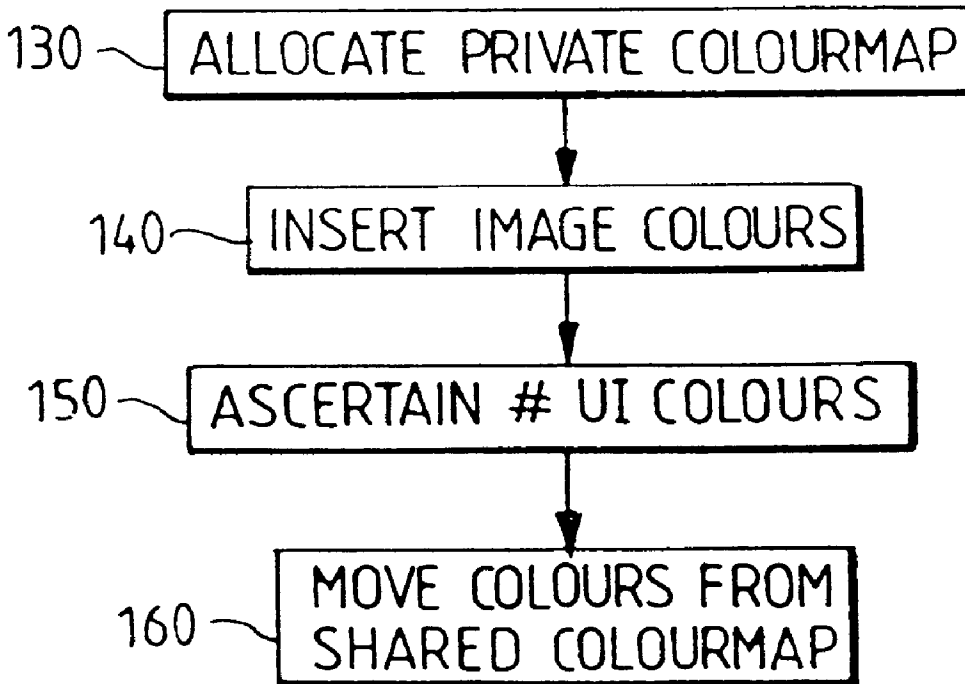 130 ALLOCATE PRIVATE COLOURMAP
140 INSERT IMAGE COLOURS
150 ASCERTAIN # UI COLOURS
160 MOVE COLOURS FROM
SHARED COLOURMAP